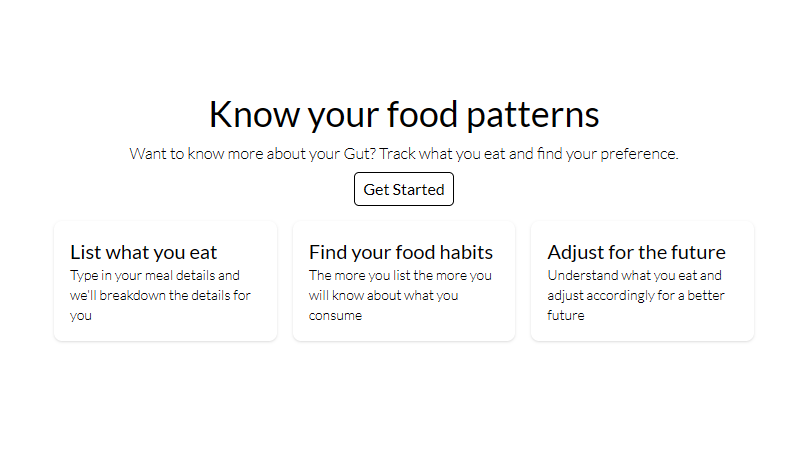 Know your food patterns
Want to know more about your Gut? Track what you eat and find your preference.
Get Started
List what you eat
Type in your meal details and
we'll breakdown the details for
you
Find your food habits
The more you list the more you
will know about what you
consume
Adjust for the future
Understand what you eat and
adjust accordingly for a better
future